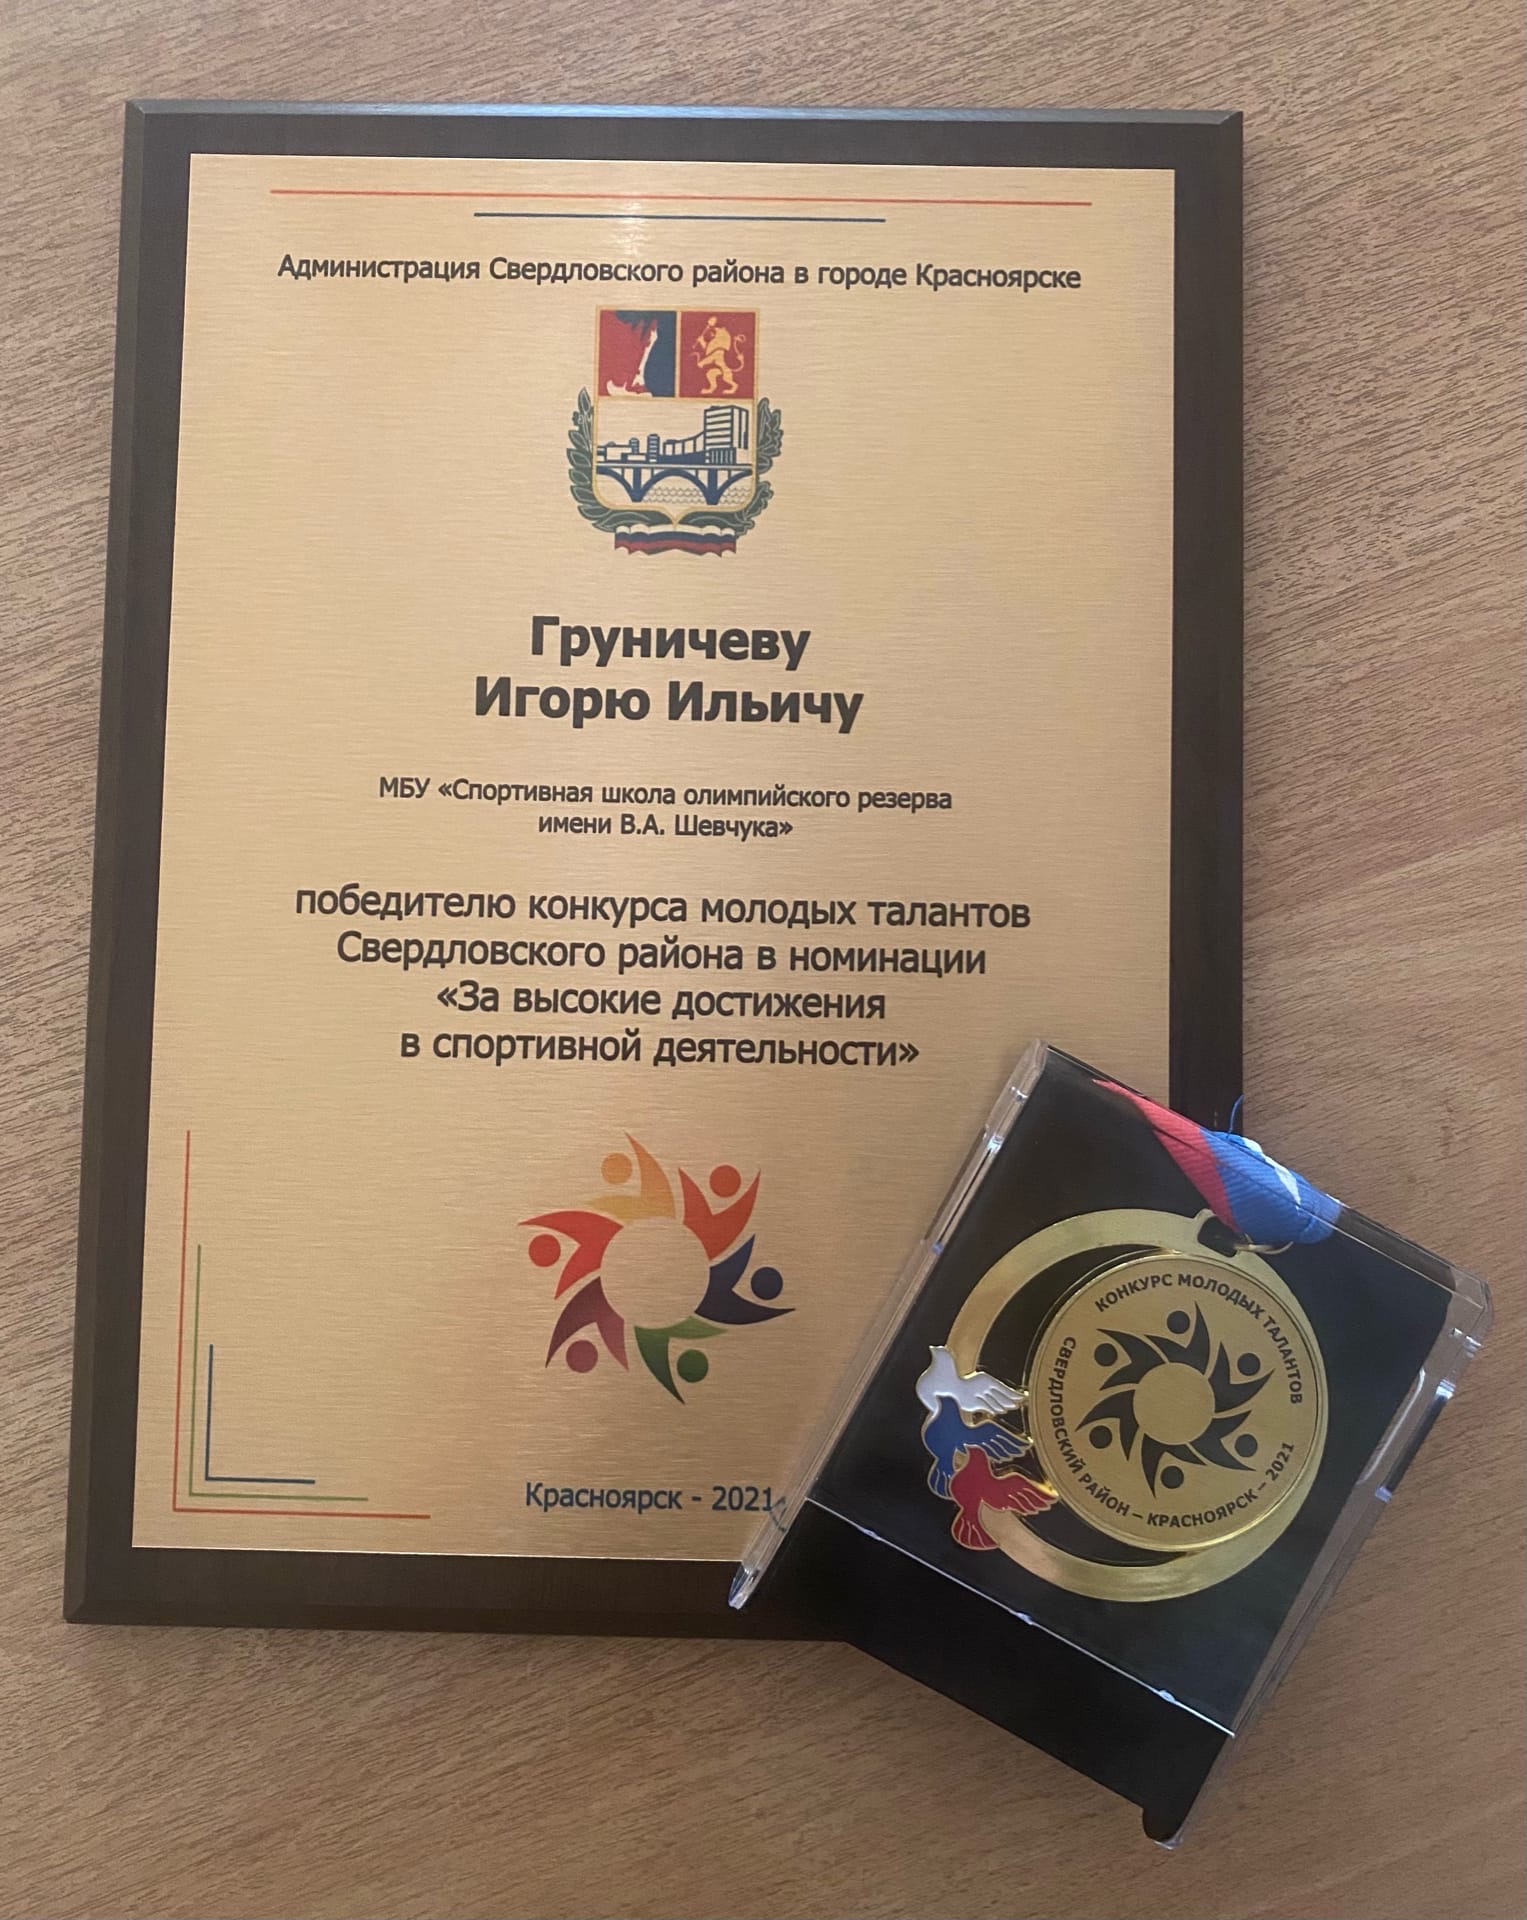 Администрация Свердловского района в городе Красноярске
Груничеву
Игорю Ильичу
МБУ «Спортивная школа олимпийского резерва
имени В.А. Шевчука»
победителю конкурса молодых талантов
Свердловского района в номинации
«За высокие достижения
в спортивной деятельности»
Красноярск - 2021
КОНКУРС МОЛОДЫХ ТАЛАНТОВ
СВЕРДЛОВСКИЙ РАЙОН – КРАСНОЯРСК – 2021